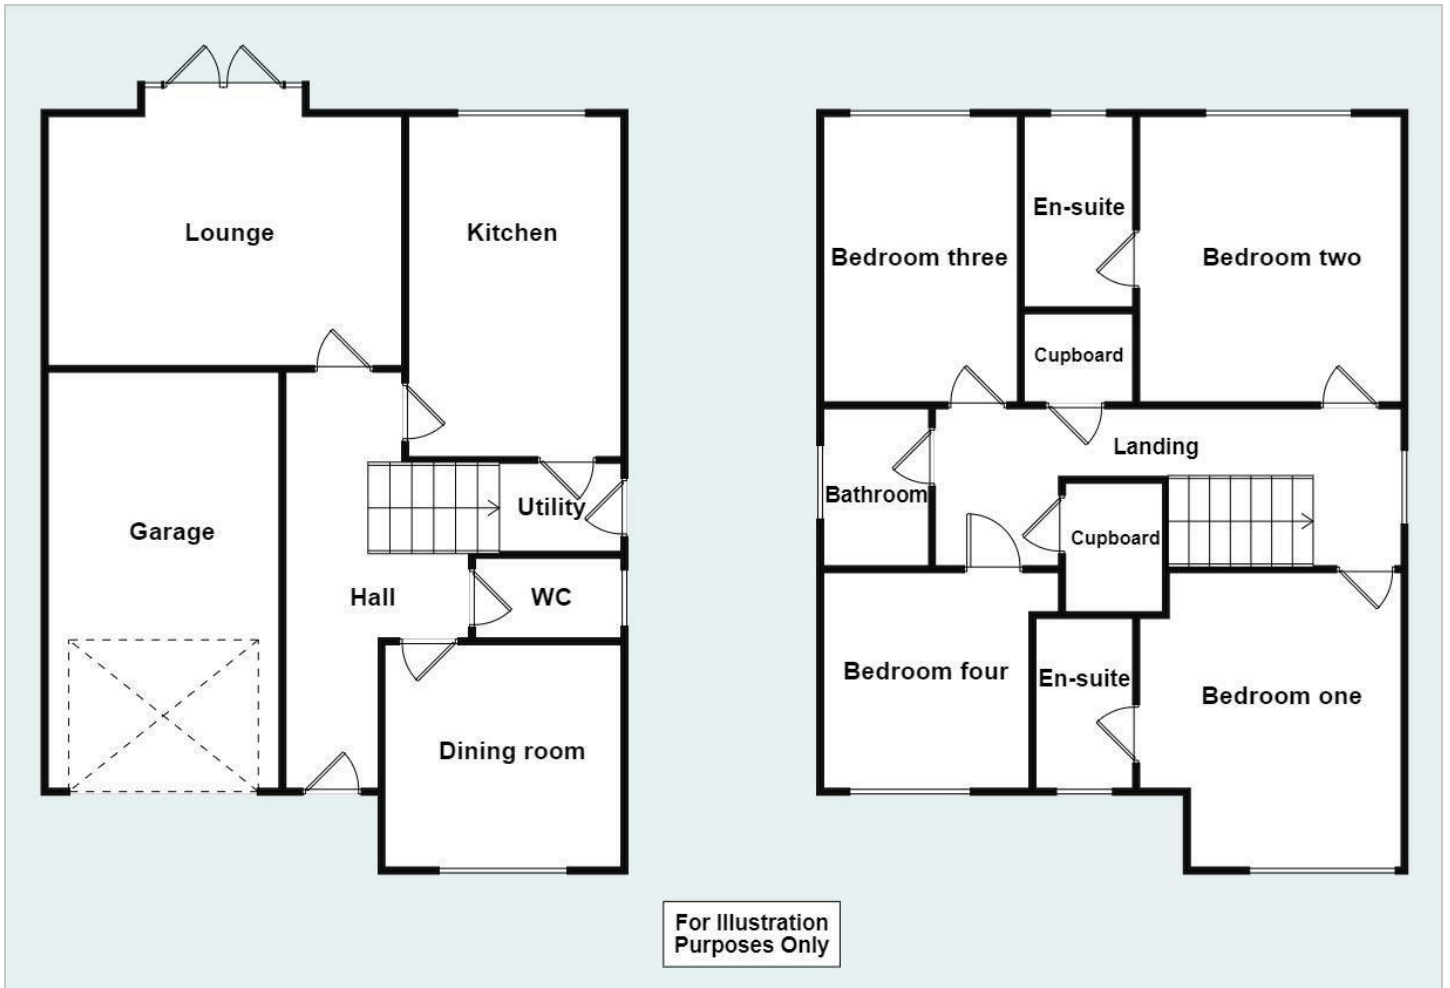 Lounge
Kitchen
Garage
Utility
Hall
WC
Dining room
Bedroom three
En-suite
Bedroom two
Cupboard
Landing
Bathroom
Cupboard
Bedroom four
En-suite
Bedroom one
For Illustration
Purposes Only